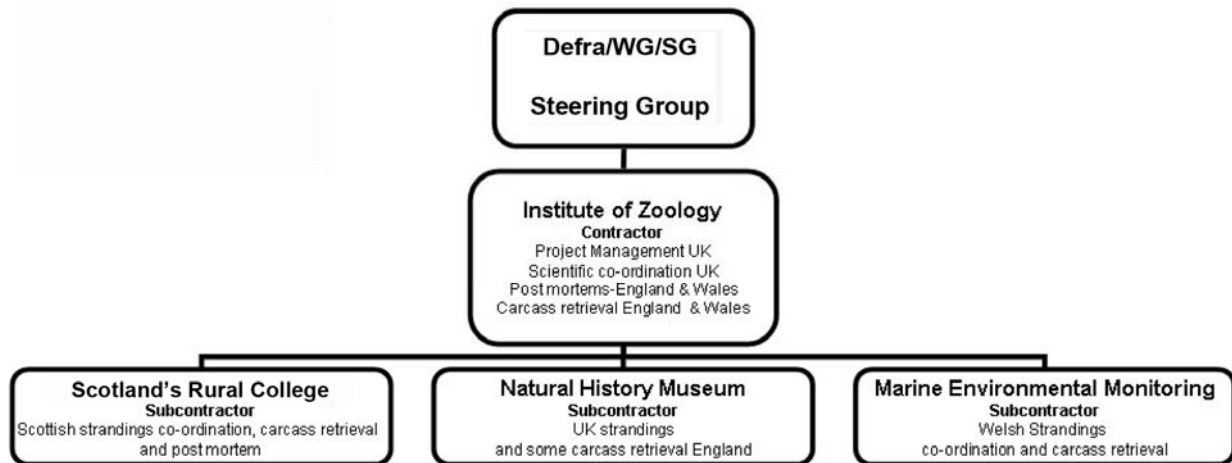 Defra/WG/SG
Steering Group
Institute of Zoology
Contractor
Project Management UK
Scientific co-ordination UK
Post mortems-England & Wales
Carcass retrieval England & Wales
Scotland's Rural College
Subcontractor
Scottish strandings co-ordination, carcass retrieval
and post mortem
Natural History Museum
Subcontractor
UK strandings
and some carcass retrieval England
Marine Environmental Monitoring
Subcontractor
Welsh Strandings
co-ordination and carcass retrieval